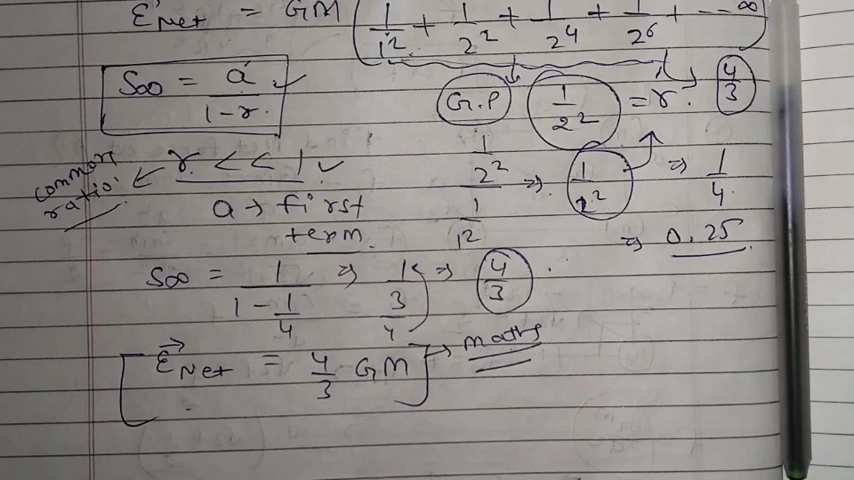 E⃗Net = GM ( 1/1² + 1/2² + 1/2⁴ + 1/2⁶ + --- ∞ )
S∞ = a/1-r. ✓
G.P 1/2² = r. 4/3
common ratio. ← r << 1 ✓
1/2² / 1/1² ⇒ 1/2² ⇒ 1/4.
a → first term.
⇒ 0.25
S∞ = 1/1-1/4 ⇒ 1/3/4 ⇒ 4/3 .
[ E⃗Net = 4/3 GM ] → maths